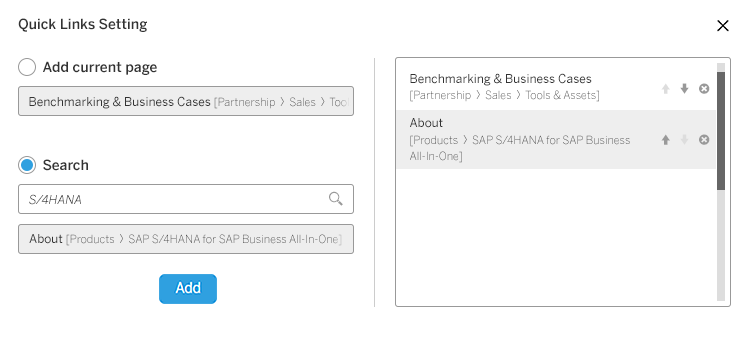 Quick Links Setting
Add current page
Benchmarking & Business Cases [Partnership 〉 Sales 〉 Too
Search
S/4HANA
About [Products 〉 SAP S/4HANA for SAP Business All-In-One]
Add
Benchmarking & Business Cases
[Partnership 〉 Sales 〉 Tools & Assets]
About
[Products 〉 SAP S/4HANA for SAP Business
All-In-One]